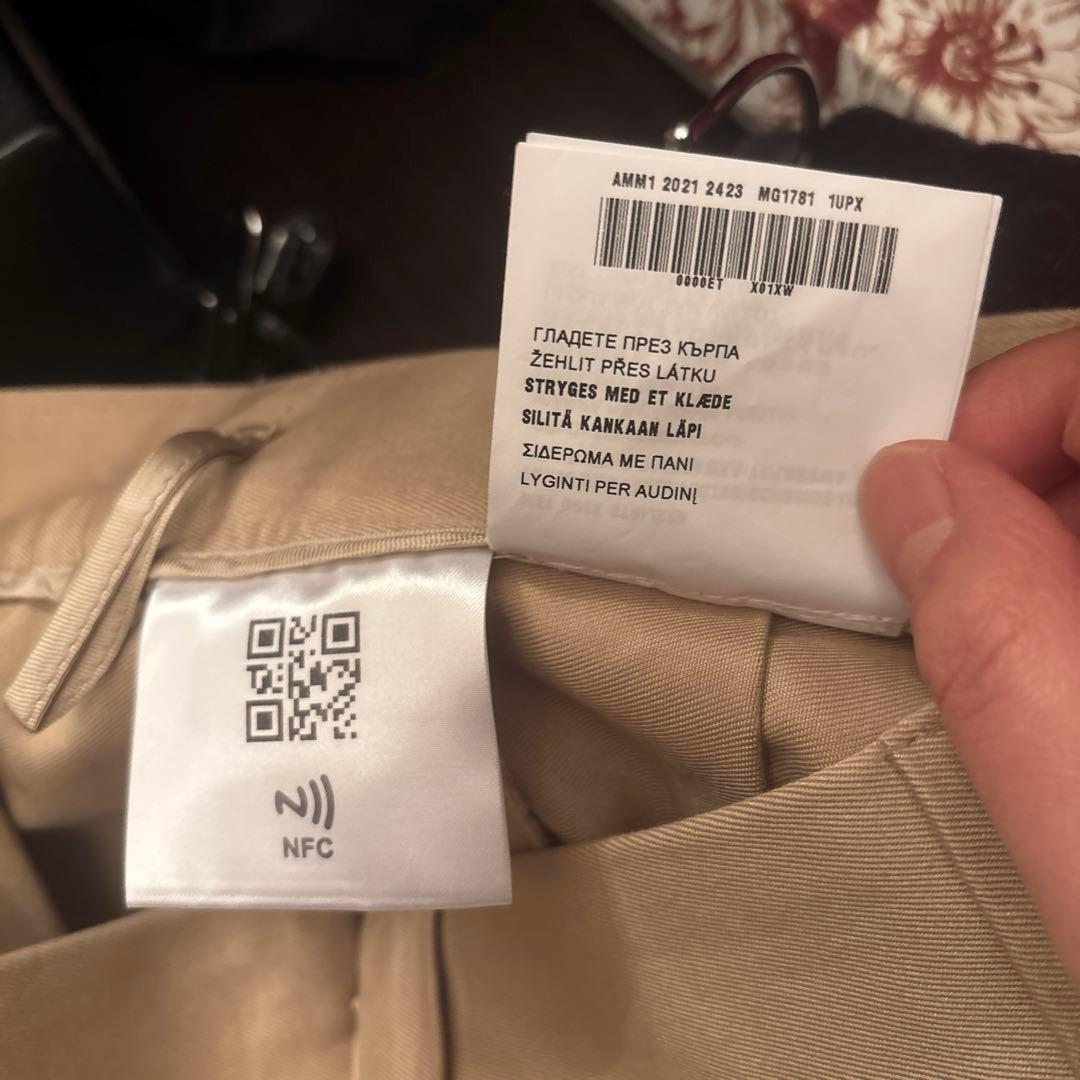 AMM1 2021 2423 MG1781 1UPX
0000ET X01XW
ГЛАДЕТЕ ПРЕЗ КЪРПА
ŽEHLIT PŘES LÁTKU
STRYGES MED ET KLÆDE
SILITÄ KANKAAN LÄPI
ΣΙΔΕΡΩΜΑ ΜΕ ΠΑΝΙ
LYGINTI PER AUDINĮ
NFC